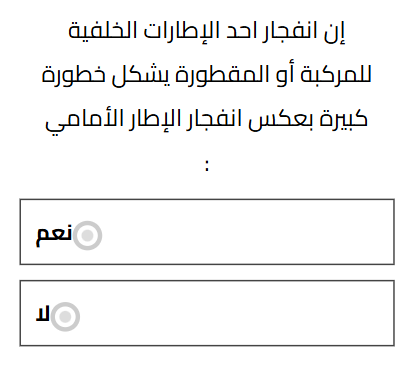 إن انفجار احد الإطارات الخلفية
للمركبة أو المقطورة يشكل خطورة
كبيرة بعكس انفجار الإطار الأمامي
:
نعم
لا